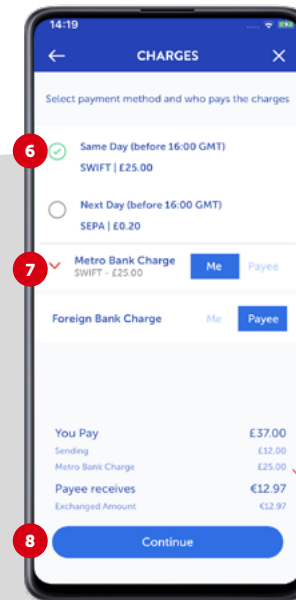 14:19
CHARGES
Select payment method and who pays the charges
6
Same Day (before 16:00 GMT)
SWIFT | £25.00
Next Day (before 16:00 GMT)
SEPA | £0.20
7
Metro Bank Charge Me Payee
SWIFT - £25.00
Foreign Bank Charge Me Payee
You Pay £37.00
Sending £12.00
Metro Bank Charge £25.00
Payee receives €12.97
Exchanged Amount €12.97
8
Continue